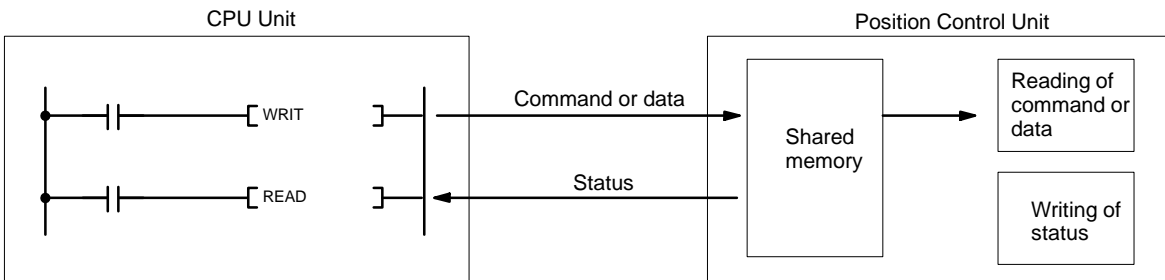 CPU Unit
Position Control Unit
WRIT
READ
Command or data
Status
Shared
memory
Reading of
command or
data
Writing of
status